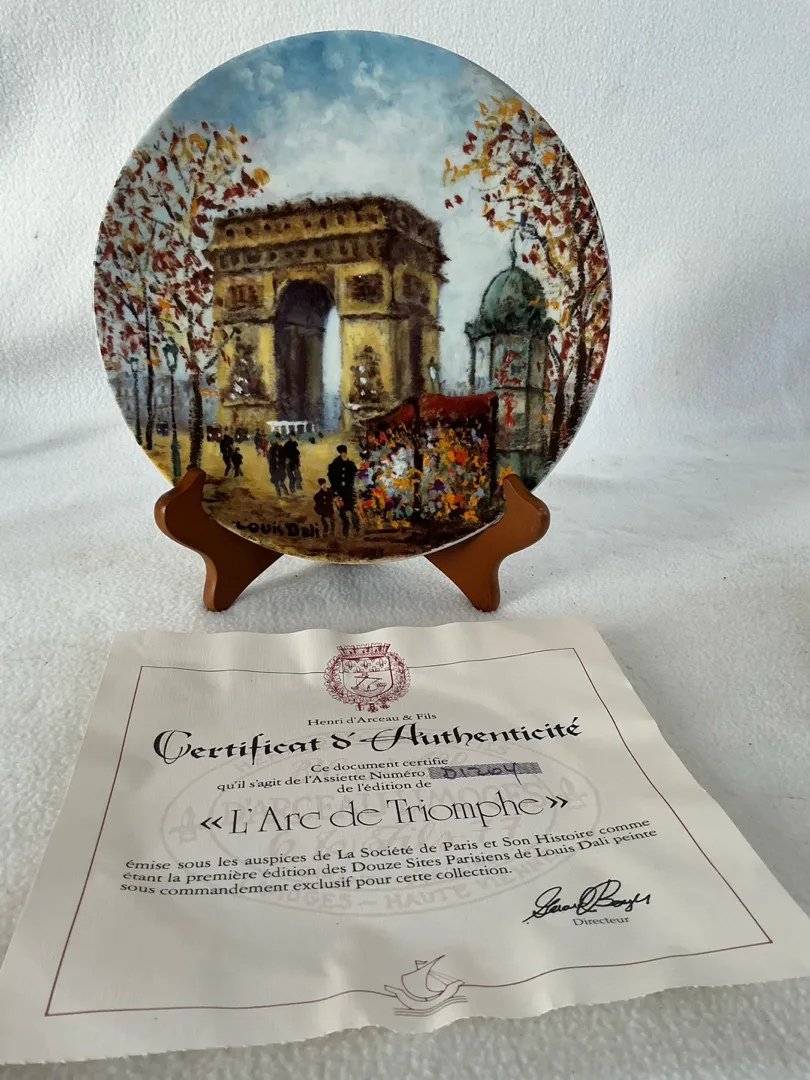 Louis Dali
Henri d'Arceau & Fils
Certificat d'Authenticité
Ce document certifie
qu'il s'agit de l'Assiette Numéro D1264
de l'édition de
«L'Arc de Triomphe»
émise sous les auspices de La Société de Paris et Son Histoire comme
étant la première édition des Douze Sites Parisiens de Louis Dali peinte
sous commandement exclusif pour cette collection.
Directeur